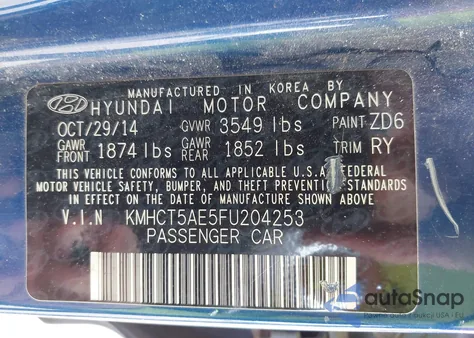 MANUFACTURED IN KOREA BY
HYUNDAI MOTOR COMPANY
OCT/29/14 GVWR 3549 lbs PAINT ZD6
GAWR FRONT 1874 lbs GAWR REAR 1852 lbs TRIM RY
THIS VEHICLE CONFORMS TO ALL APPLICABLE U.S.A FEDERAL
MOTOR VEHICLE SAFETY, BUMPER, AND THEFT PREVENTION STANDARDS
IN EFFECT ON THE DATE OF MANUFACTURE SHOWN ABOVE
V.I.N KMHCT5AE5FU204253
PASSENGER CAR
autoSnap